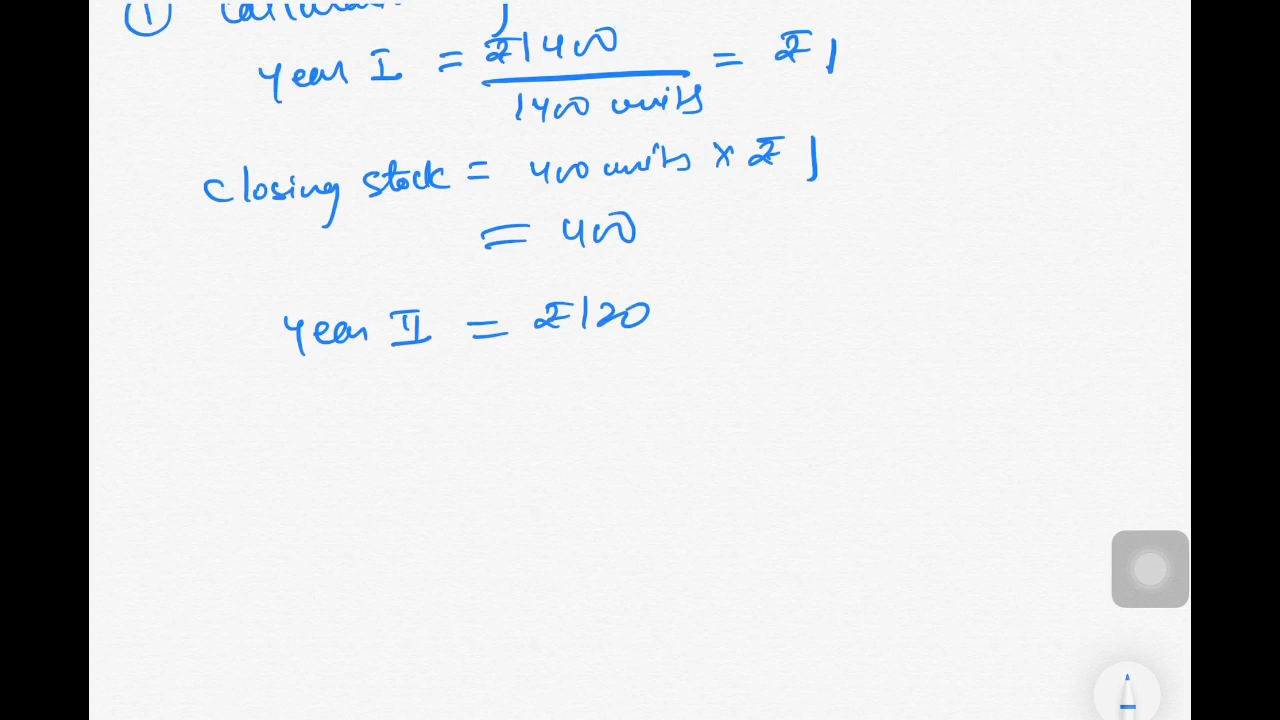 ①
Year I = ₹1400 / 1400 units = ₹1
Closing stock = 400 units × ₹1
= 400
Year II = ₹120